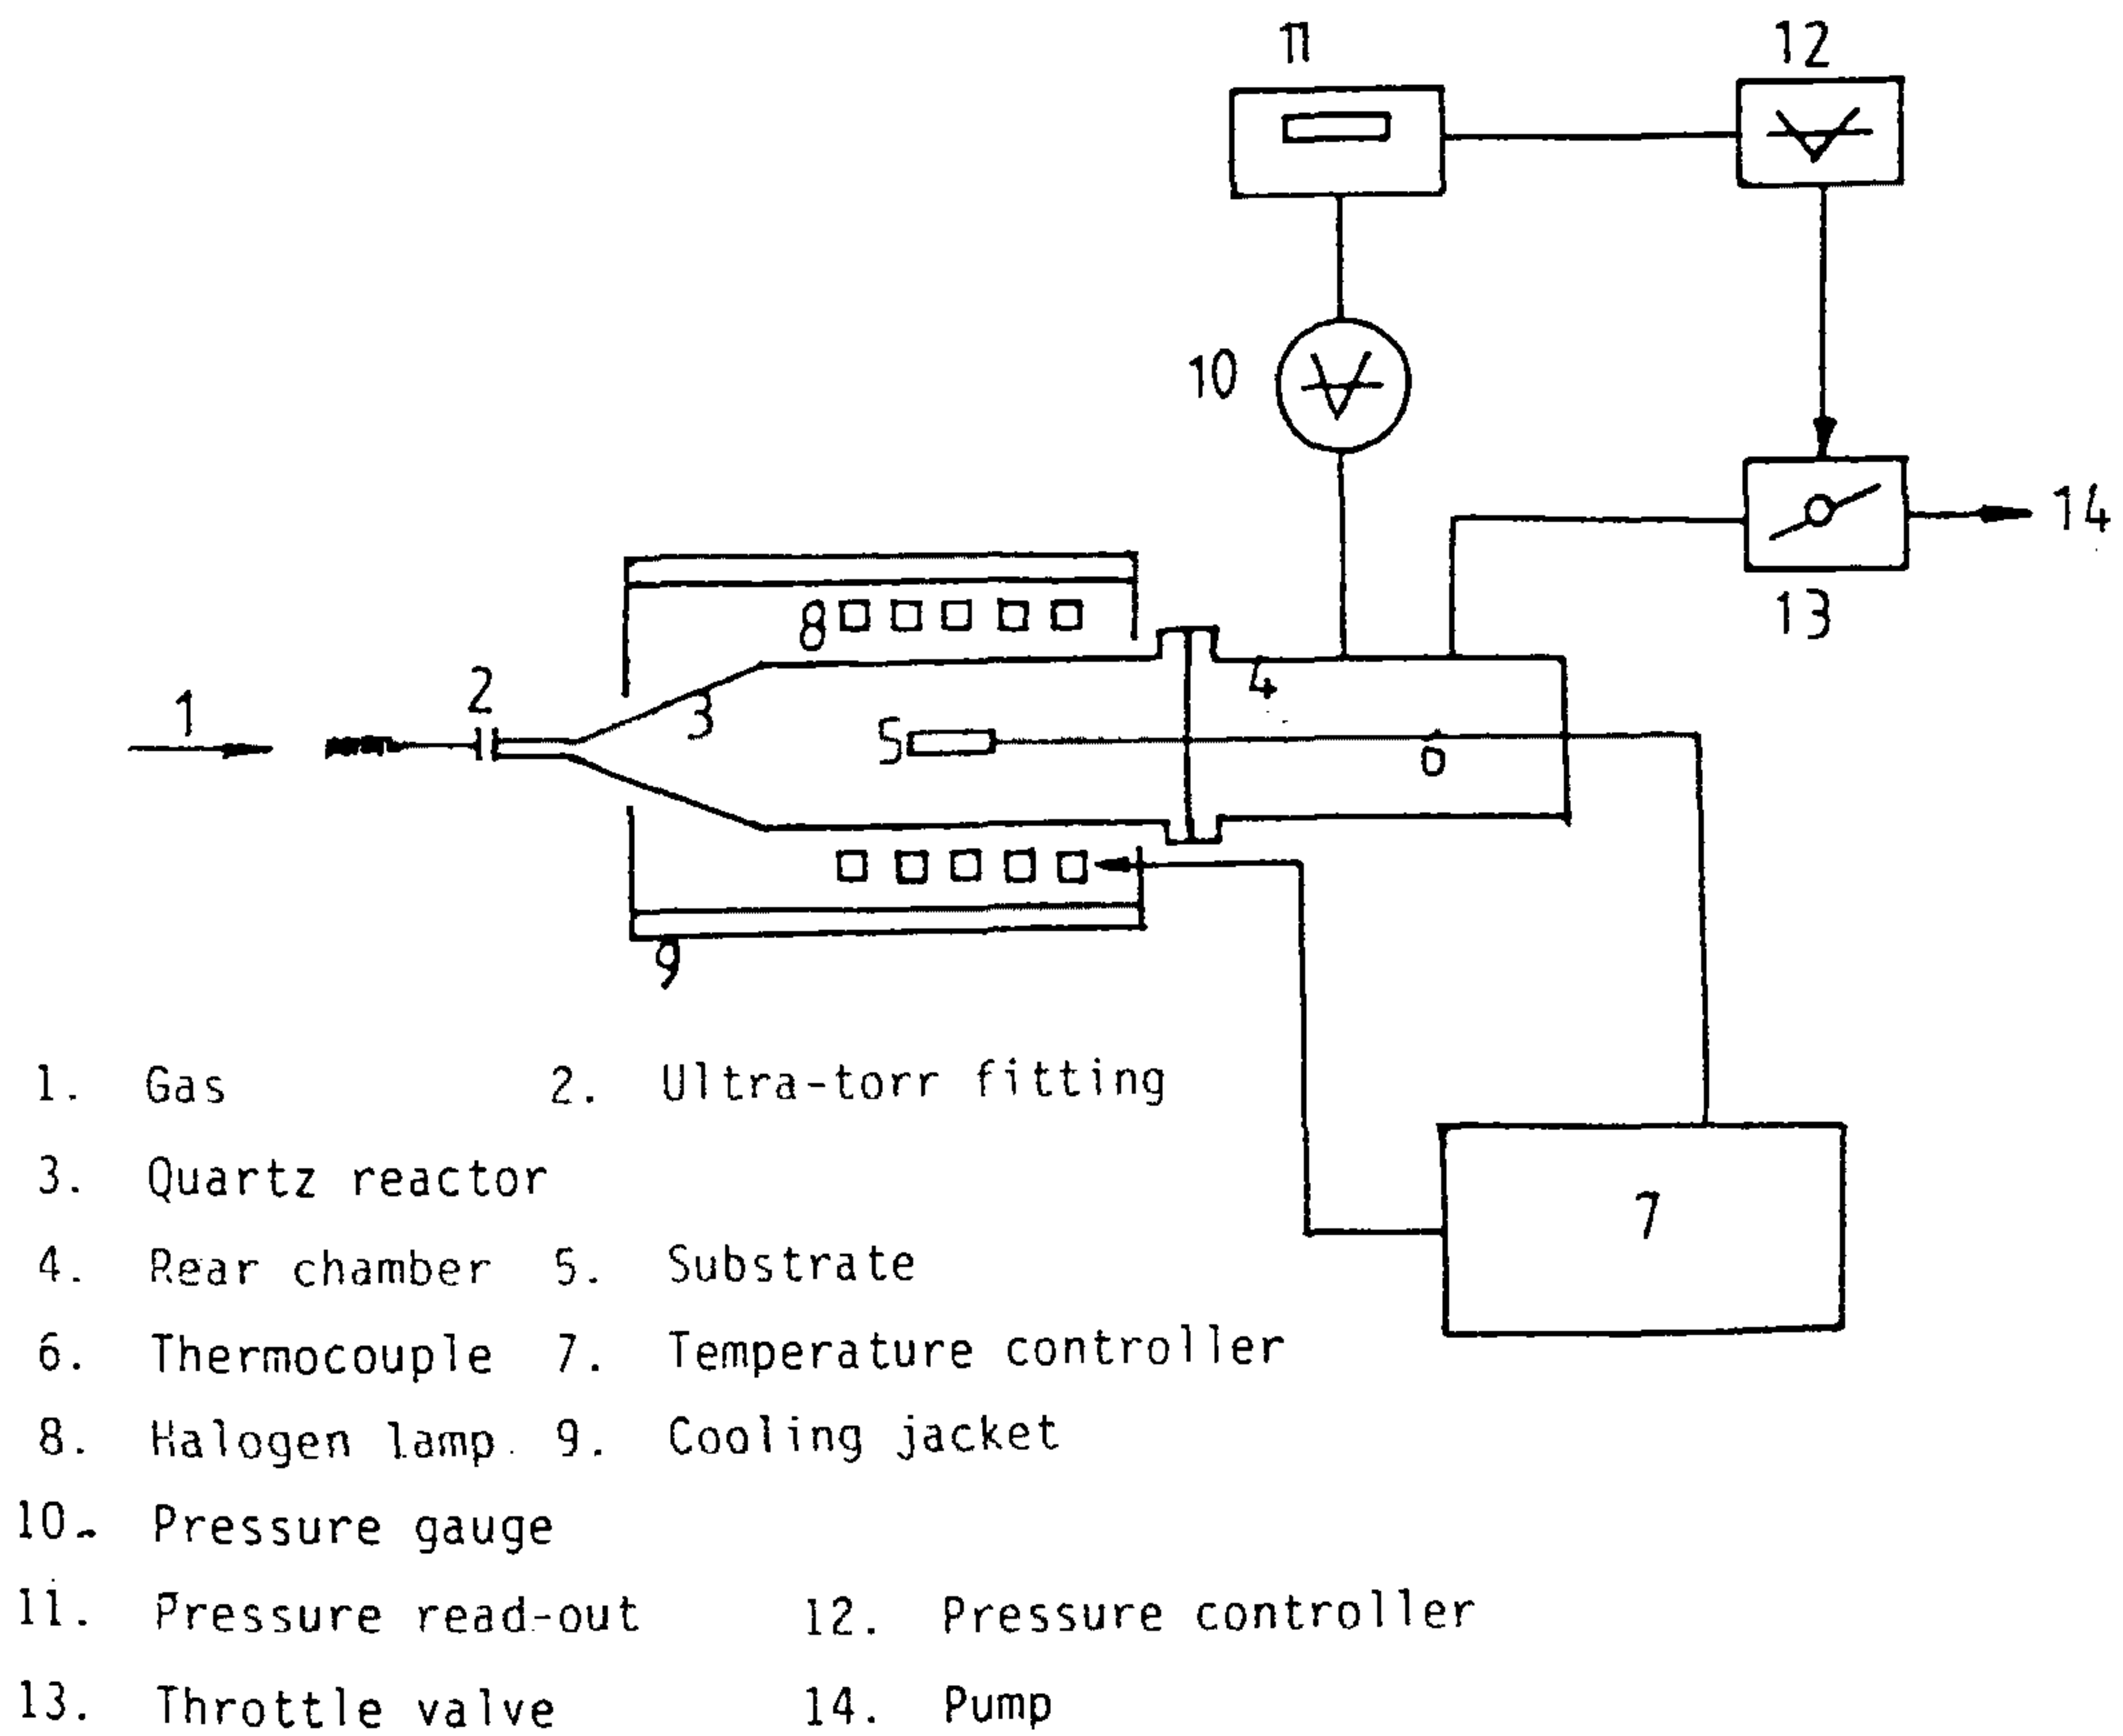 11
12
10
14
13
8
4
2
3
1
5
6
9
7
1. Gas 2. Ultra-torr fitting
3. Quartz reactor
4. Rear chamber 5. Substrate
6. Thermocouple 7. Temperature controller
8. Halogen lamp 9. Cooling jacket
10. Pressure gauge
11. Pressure read-out 12. Pressure controller
13. Throttle valve 14. Pump